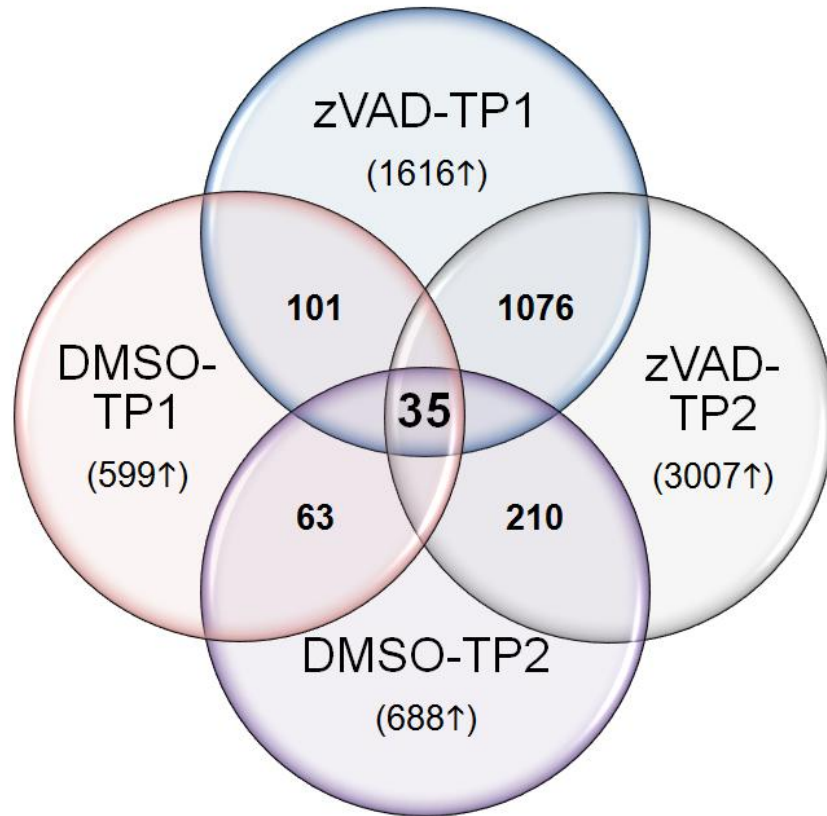 zVAD-TP1
(1616↑)
101
1076
DMSO-
TP1
(599↑)
35
zVAD-
TP2
(3007↑)
63
210
DMSO-TP2
(688↑)